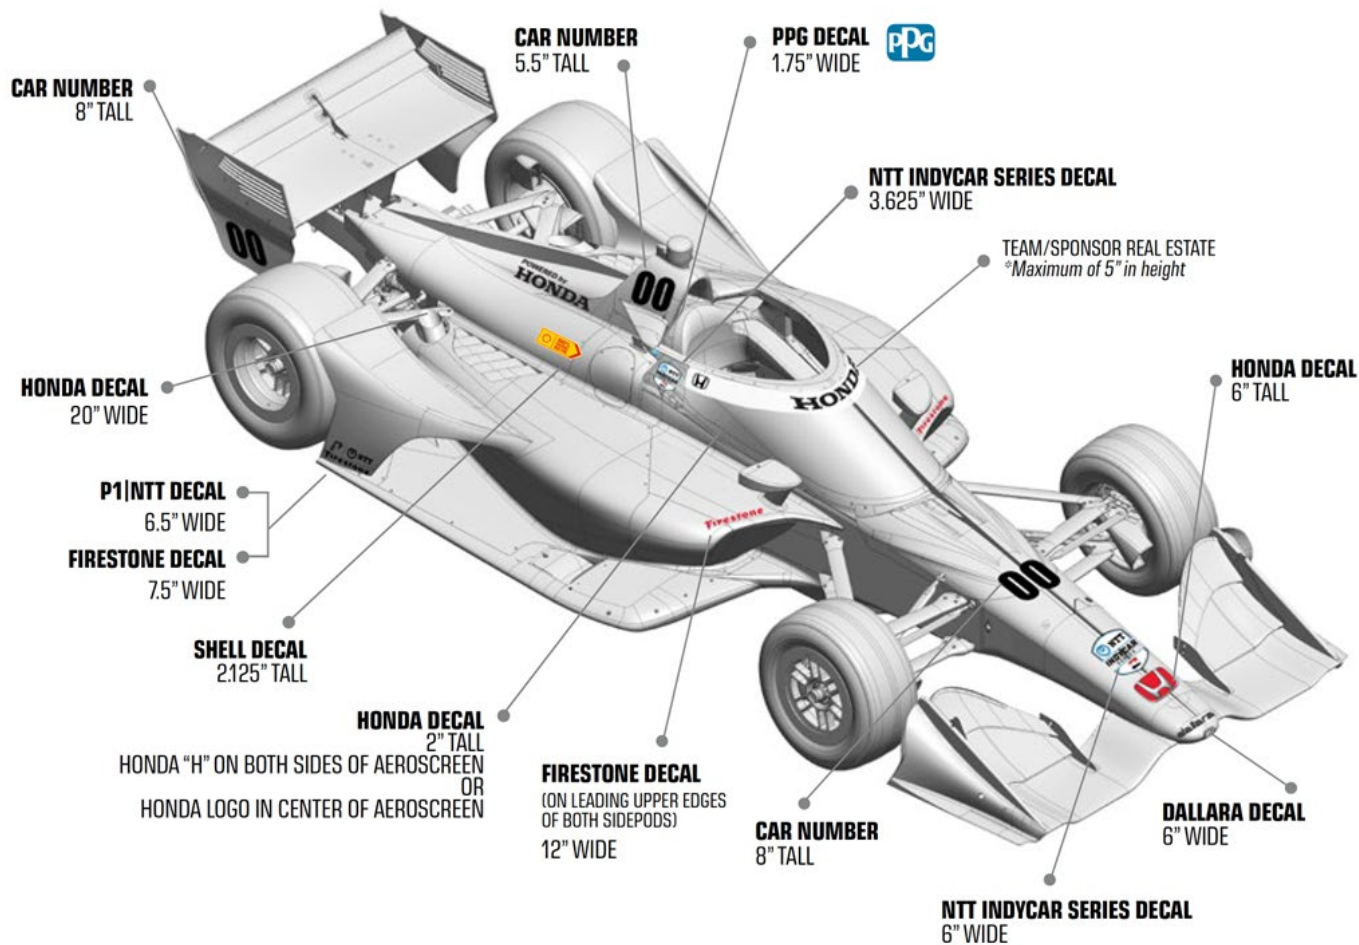 CAR NUMBER
8" TALL
CAR NUMBER
5.5" TALL
PPG DECAL
1.75" WIDE
PPG
NTT INDYCAR SERIES DECAL
3.625" WIDE
TEAM/SPONSOR REAL ESTATE
*Maximum of 5" in height
HONDA DECAL
6" TALL
00
POWERED by
HONDA
00
HONDA
Firestone
HONDA DECAL
20" WIDE
NTT
Firestone
P1|NTT DECAL
6.5" WIDE
FIRESTONE DECAL
7.5" WIDE
Firestone
00
NTT
INDYCAR
dallara
SHELL DECAL
2.125" TALL
HONDA DECAL
2" TALL
HONDA "H" ON BOTH SIDES OF AEROSCREEN
OR
HONDA LOGO IN CENTER OF AEROSCREEN
FIRESTONE DECAL
(ON LEADING UPPER EDGES
OF BOTH SIDEPODS)
12" WIDE
CAR NUMBER
8" TALL
DALLARA DECAL
6" WIDE
NTT INDYCAR SERIES DECAL
6" WIDE